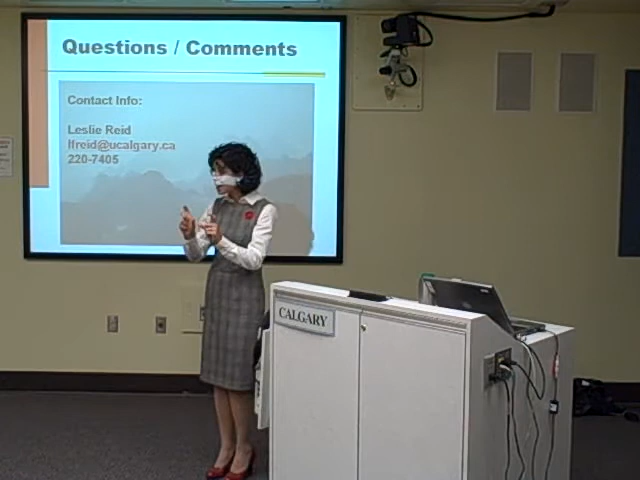 Questions / Comments
Contact Info:
Leslie Reid
lfreid@ucalgary.ca
220-7405
CALGARY